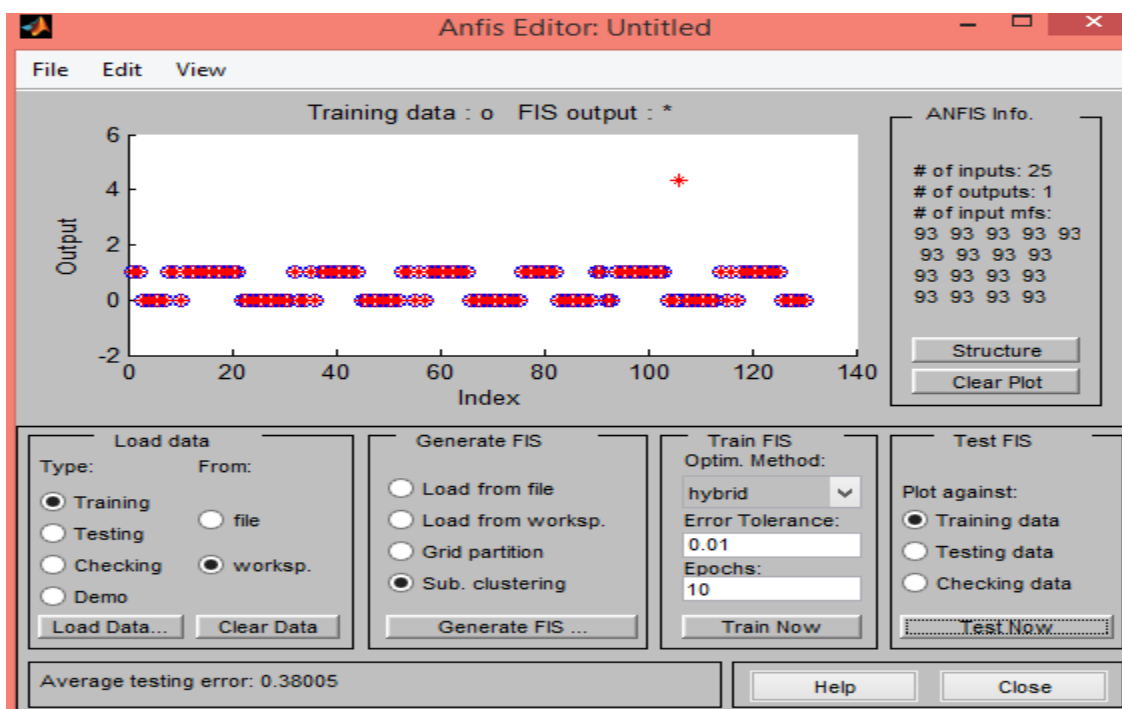 Anfis Editor: Untitled
File Edit View
Training data : o FIS output : *
6
4
2
0
-2
Output
0 20 40 60 80 100 120 140
Index
ANFIS Info.
# of inputs: 25
# of outputs: 1
# of input mfs:
93 93 93 93 93
93 93 93 93
93 93 93 93
93 93 93 93
Structure
Clear Plot
Load data
Type: From:
Training
Testing
Checking
Demo
file
worksp.
Load Data... Clear Data
Generate FIS
Load from file
Load from worksp.
Grid partition
Sub. clustering
Generate FIS ...
Train FIS
Optim. Method:
hybrid
Error Tolerance:
0.01
Epochs:
10
Train Now
Test FIS
Plot against:
Training data
Testing data
Checking data
Test Now
Average testing error: 0.38005
Help Close